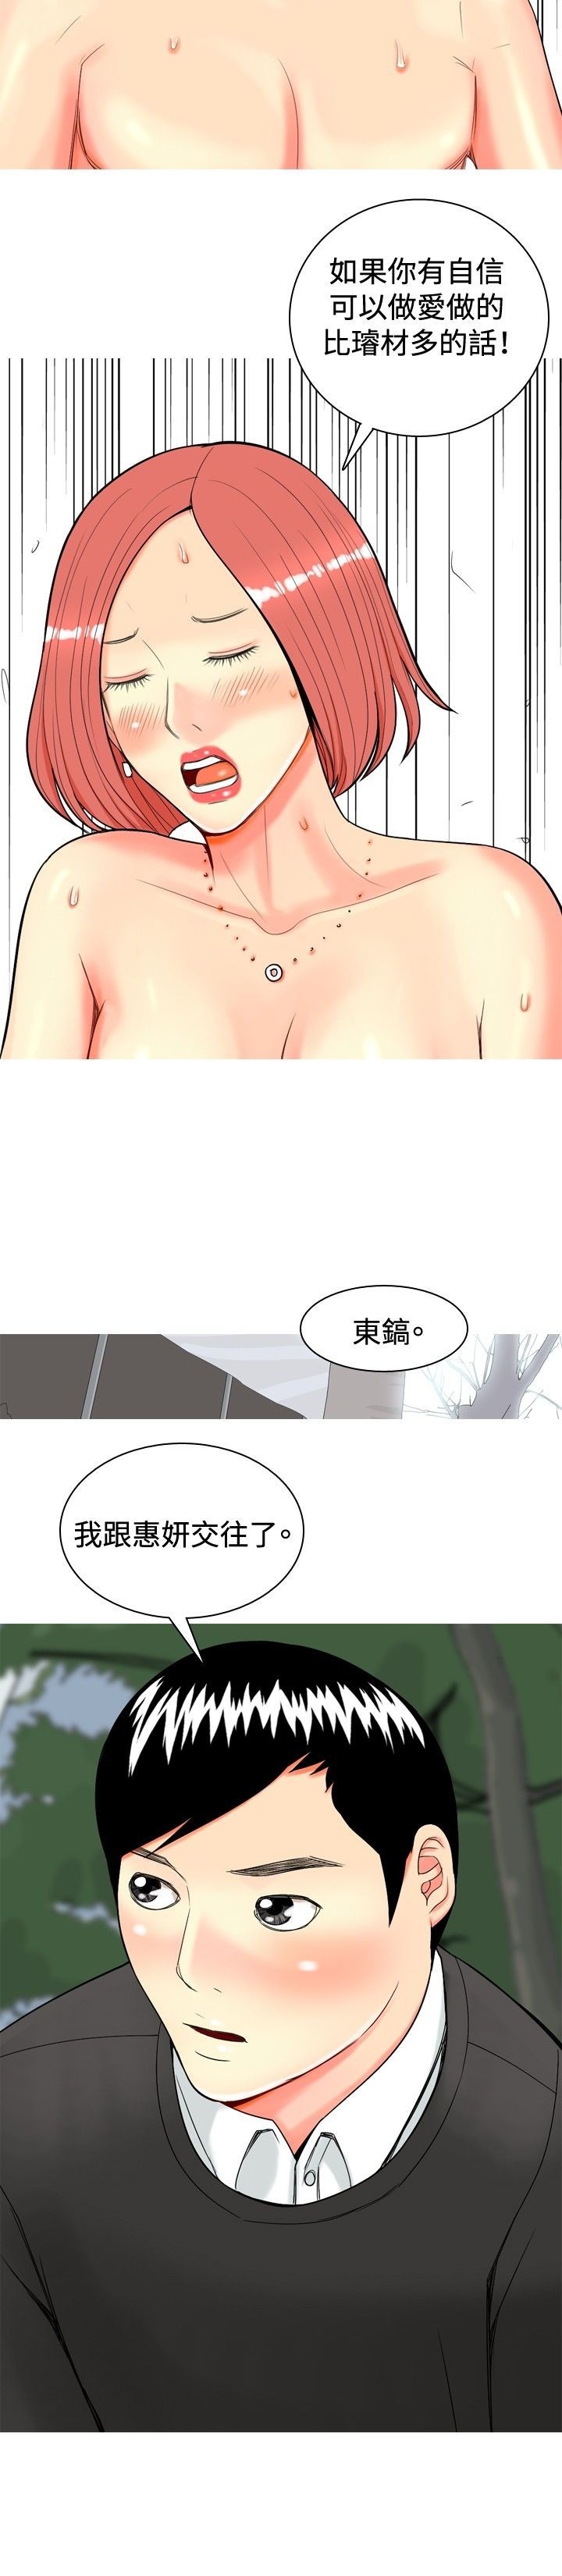 如果你有自信
可以做愛做的
比璿材多的話!
東鎬。
我跟惠妍交往了。